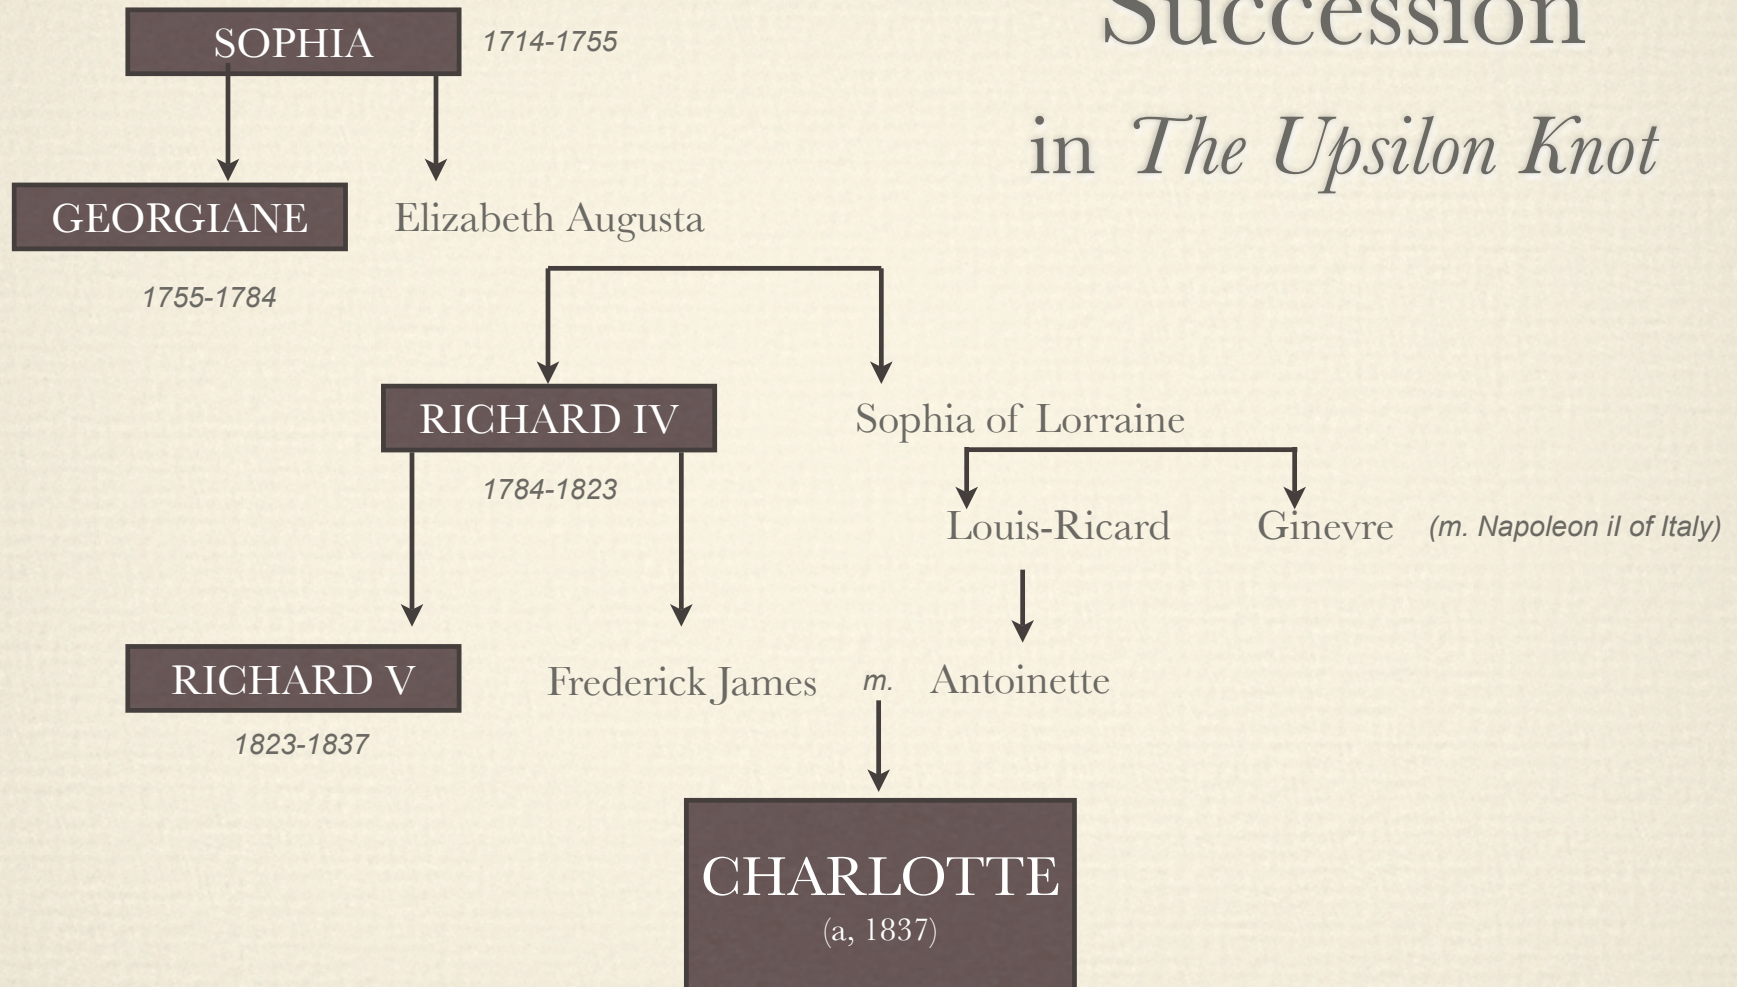 Succession
in The Upsilon Knot
SOPHIA
1714-1755
GEORGIANE
Elizabeth Augusta
1755-1784
RICHARD IV
Sophia of Lorraine
1784-1823
Louis-Ricard
Ginevre
(m. Napoleon iI of Italy)
RICHARD V
Frederick James
m.
Antoinette
1823-1837
CHARLOTTE
(a, 1837)